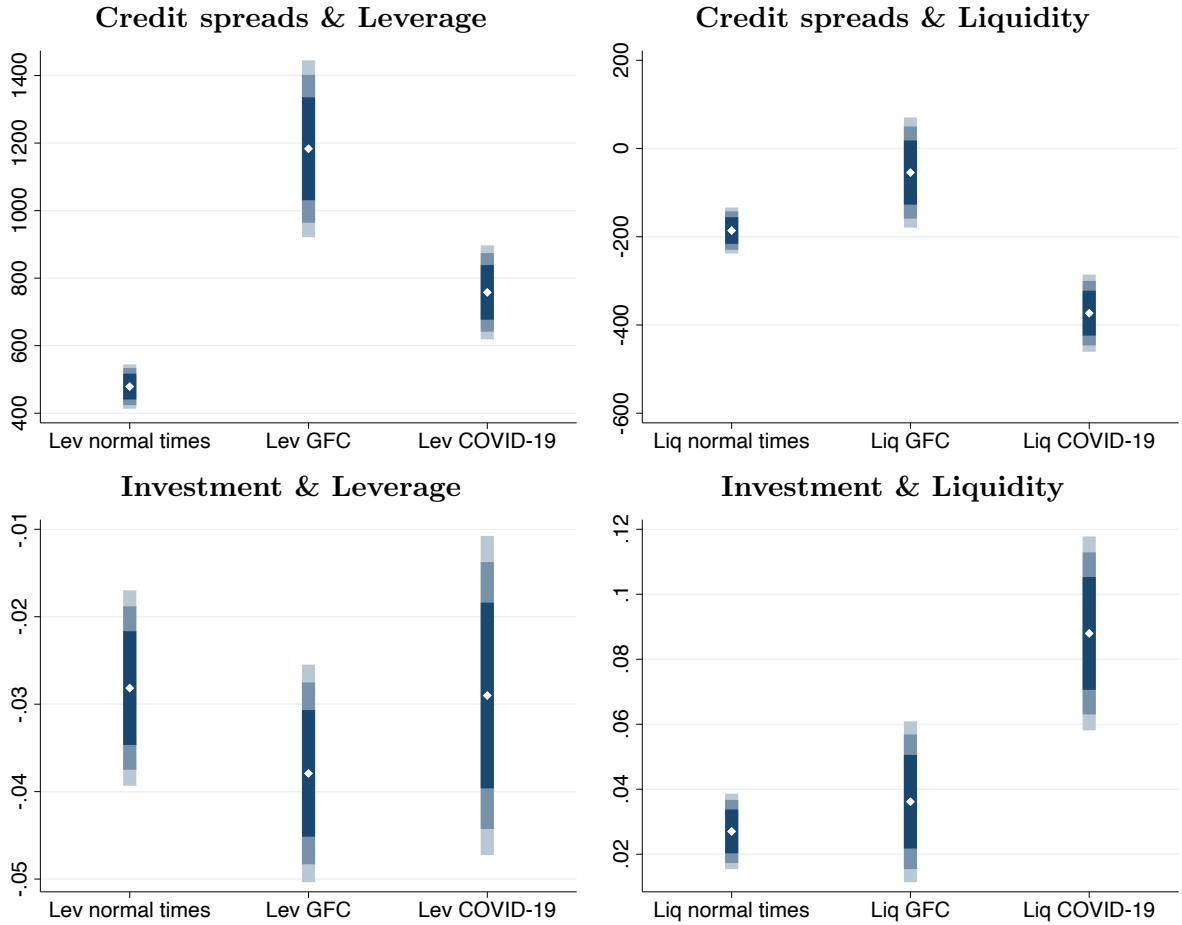 Credit spreads & Leverage
1400
1200
1000
800
600
400
Lev normal times
Lev GFC
Lev COVID-19
Credit spreads & Liquidity
200
0
-200
-400
-600
Liq normal times
Liq GFC
Liq COVID-19
Investment & Leverage
-.01
-.02
-.03
-.04
-.05
Lev normal times
Lev GFC
Lev COVID-19
Investment & Liquidity
.12
.1
.08
.06
.04
.02
Liq normal times
Liq GFC
Liq COVID-19